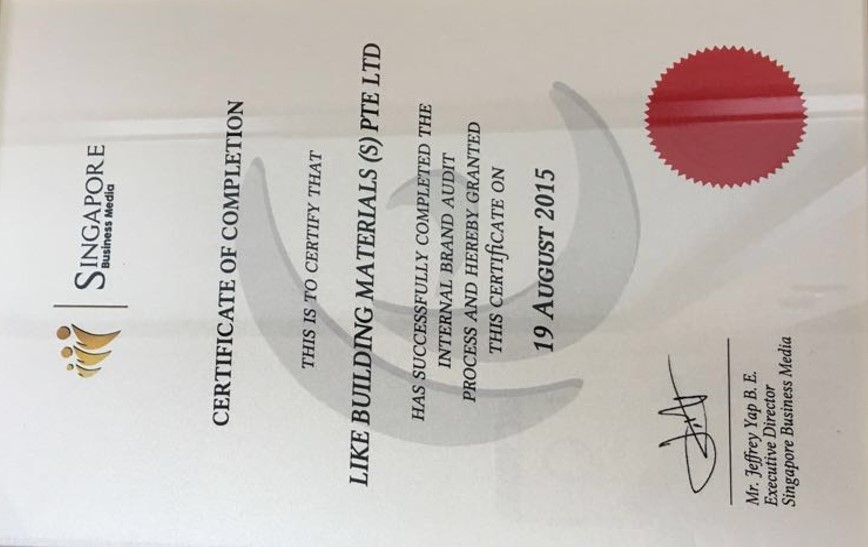 SINGAPORE
Business Media
CERTIFICATE OF COMPLETION
THIS IS TO CERTIFY THAT
LIKE BUILDING MATERIALS (S) PTE LTD
HAS SUCCESSFULLY COMPLETED THE
INTERNAL BRAND AUDIT
PROCESS AND HEREBY GRANTED
THIS CERTIfiCATE ON
19 AUGUST 2015
Mr. Jeffrey Yap B. E.
Executive Director
Singapore Business Media